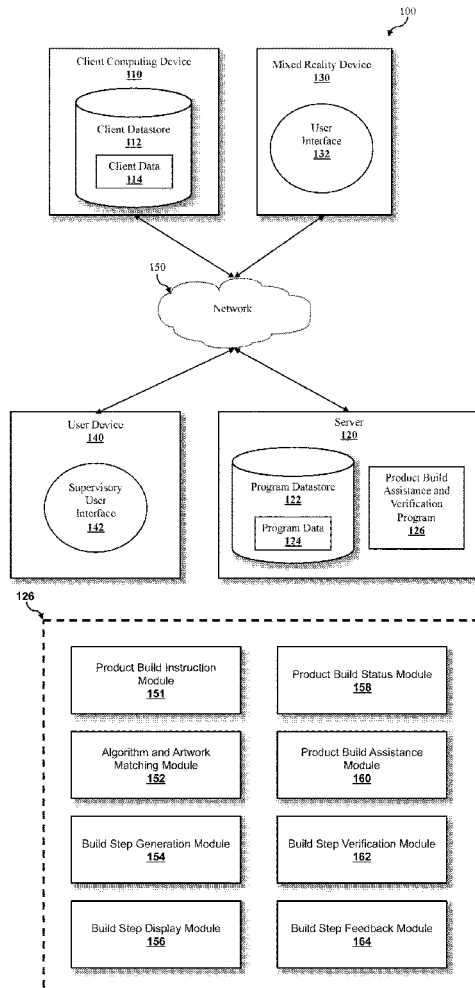 100
Client Computing Device
110
Client Datastore
112
Client Data
114
Mixed Reality Device
130
User
Interface
132
150
Network
User Device
140
Supervisory
User
Interface
142
Server
120
Program Datastore
122
Program Data
124
Product Build
Assistance and
Verification
Program
126
126
Product Build Instruction
Module
151
Product Build Status Module
158
Algorithm and Artwork
Matching Module
152
Product Build Assistance
Module
160
Build Step Generation Module
154
Build Step Verification Module
162
Build Step Display Module
156
Build Step Feedback Module
164